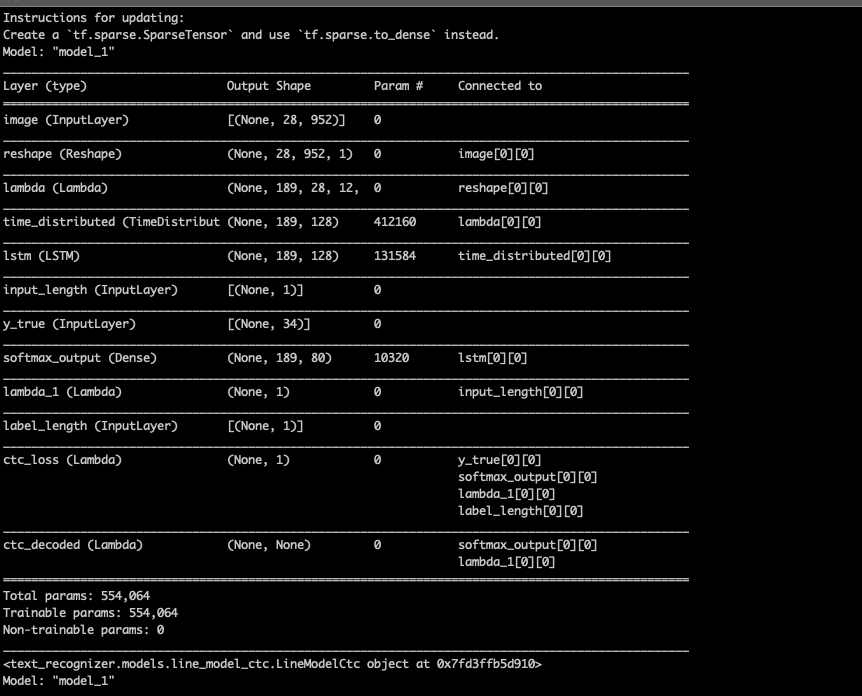 Instructions for updating:
Create a `tf.sparse.SparseTensor` and use `tf.sparse.to_dense` instead.
Model: "model_1"
Layer (type) Output Shape Param # Connected to
image (InputLayer) [(None, 28, 952)] 0
reshape (Reshape) (None, 28, 952, 1) 0 image[0][0]
lambda (Lambda) (None, 189, 28, 12, 0 reshape[0][0]
time_distributed (TimeDistribut (None, 189, 128) 412160 lambda[0][0]
lstm (LSTM) (None, 189, 128) 131584 time_distributed[0][0]
input_length (InputLayer) [(None, 1)] 0
y_true (InputLayer) [(None, 34)] 0
softmax_output (Dense) (None, 189, 80) 10320 lstm[0][0]
lambda_1 (Lambda) (None, 1) 0 input_length[0][0]
label_length (InputLayer) [(None, 1)] 0
ctc_loss (Lambda) (None, 1) 0 y_true[0][0]
softmax_output[0][0]
lambda_1[0][0]
label_length[0][0]
ctc_decoded (Lambda) (None, None) 0 softmax_output[0][0]
lambda_1[0][0]
Total params: 554,064
Trainable params: 554,064
Non-trainable params: 0
<text_recognizer.models.line_model_ctc.LineModelCtc object at 0x7fd3ffb5d910>
Model: "model_1"